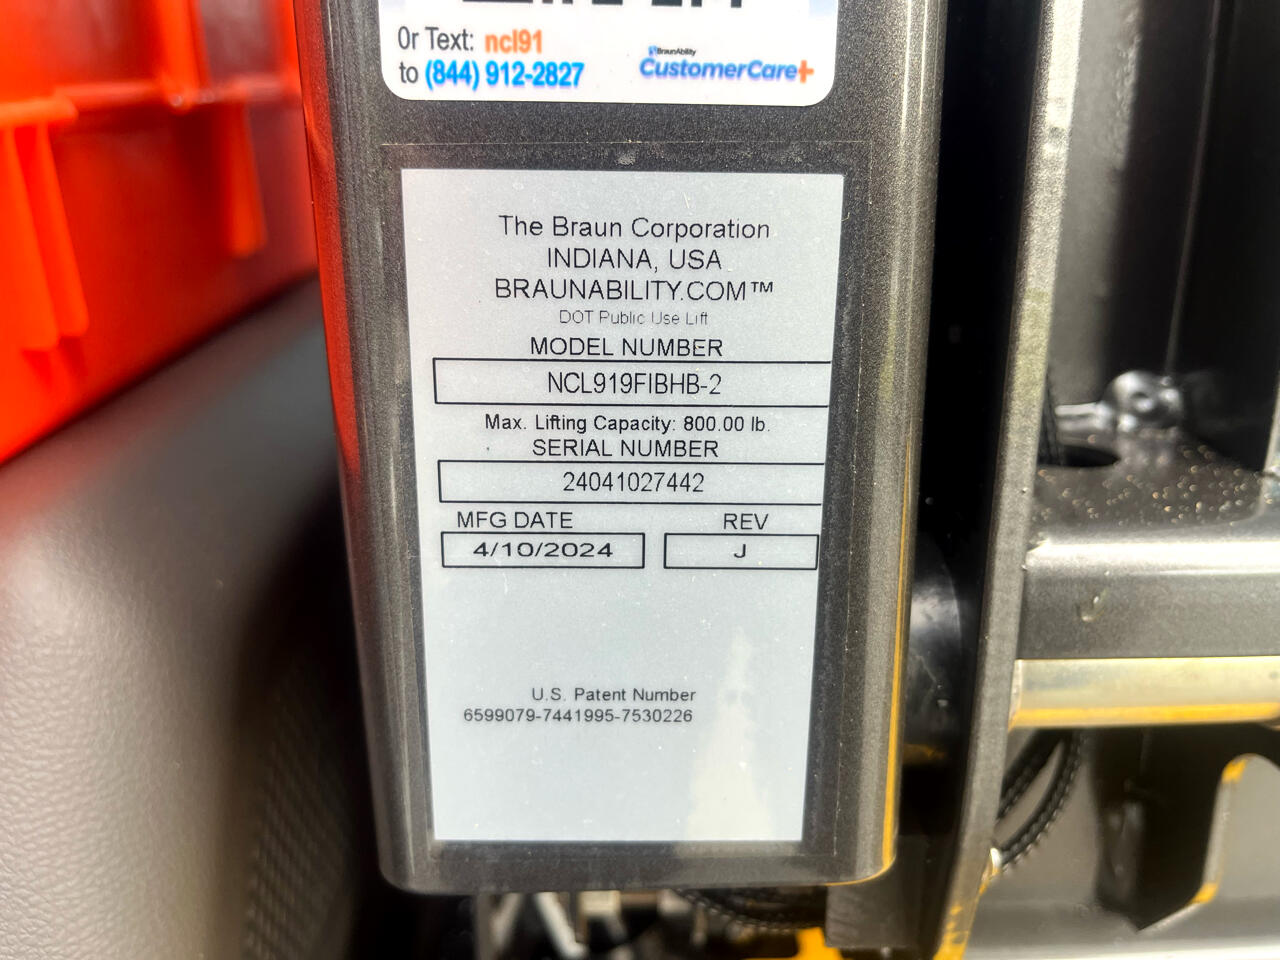 Or Text: ncl91
to (844) 912-2827
BraunAbility
CustomerCare+
The Braun Corporation
INDIANA, USA
BRAUNABILITY.COM™
DOT Public Use Lift
MODEL NUMBER
NCL919FIBHB-2
Max. Lifting Capacity: 800.00 lb.
SERIAL NUMBER
24041027442
MFG DATE
REV
4/10/2024
J
U.S. Patent Number
6599079-7441995-7530226